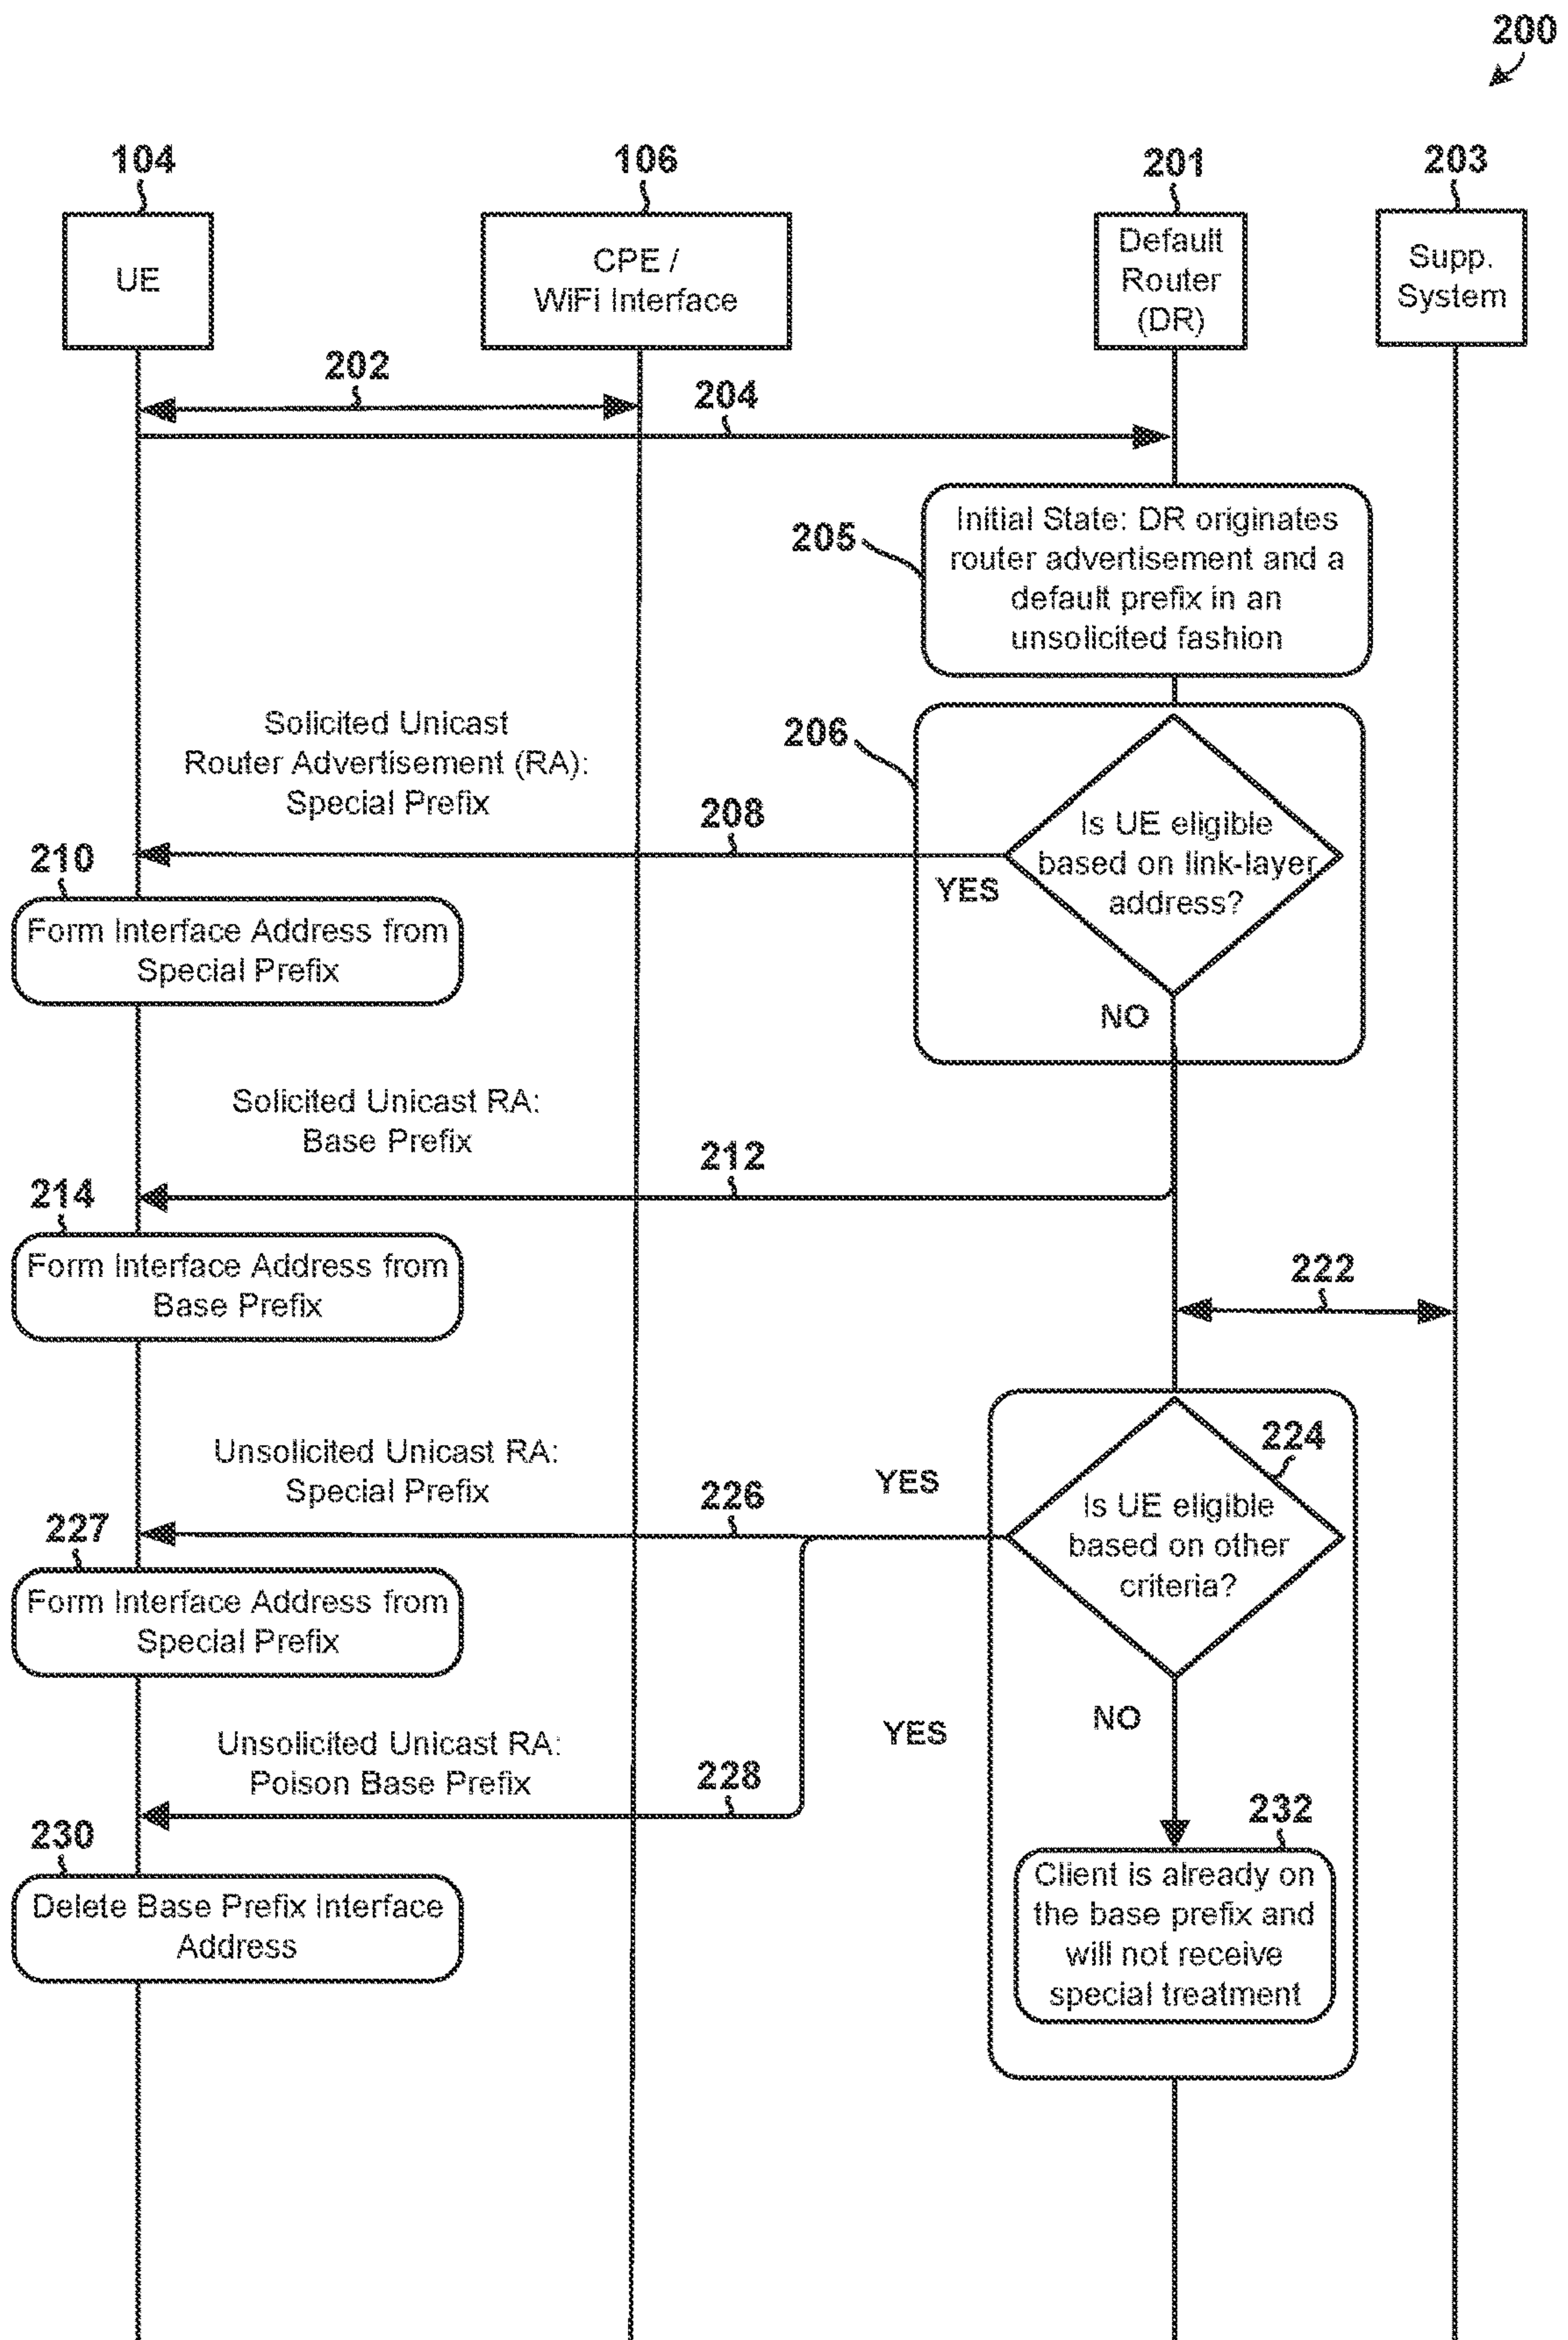 200
104
106
201
203
UE
CPE /
WiFi Interface
Default
Router
(DR)
Supp.
System
202
204
205
Initial State: DR originates
router advertisement and a
default prefix in an
unsolicited fashion
206
Solicited Unicast
Router Advertisement (RA):
Special Prefix
208
Is UE eligible
based on link-layer
address?
YES
NO
210
Form Interface Address from
Special Prefix
Solicited Unicast RA:
Base Prefix
212
214
Form Interface Address from
Base Prefix
222
224
Is UE eligible
based on other
criteria?
Unsolicited Unicast RA:
Special Prefix
226
YES
227
Form Interface Address from
Special Prefix
YES
NO
Unsolicited Unicast RA:
Poison Base Prefix
228
230
Delete Base Prefix Interface
Address
232
Client is already on
the base prefix and
will not receive
special treatment